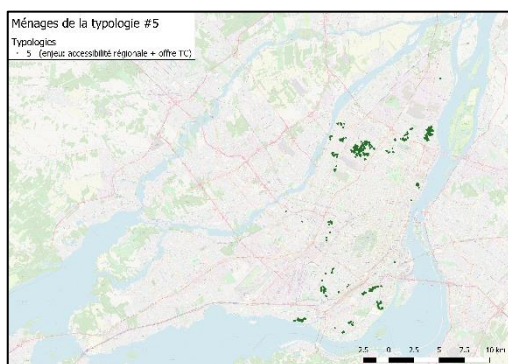 Ménages de la typologie #5
Typologies
5 (enjeu: accessibilité régionale + offre TC)
2.5 0 2.5 5 7.5 10 km